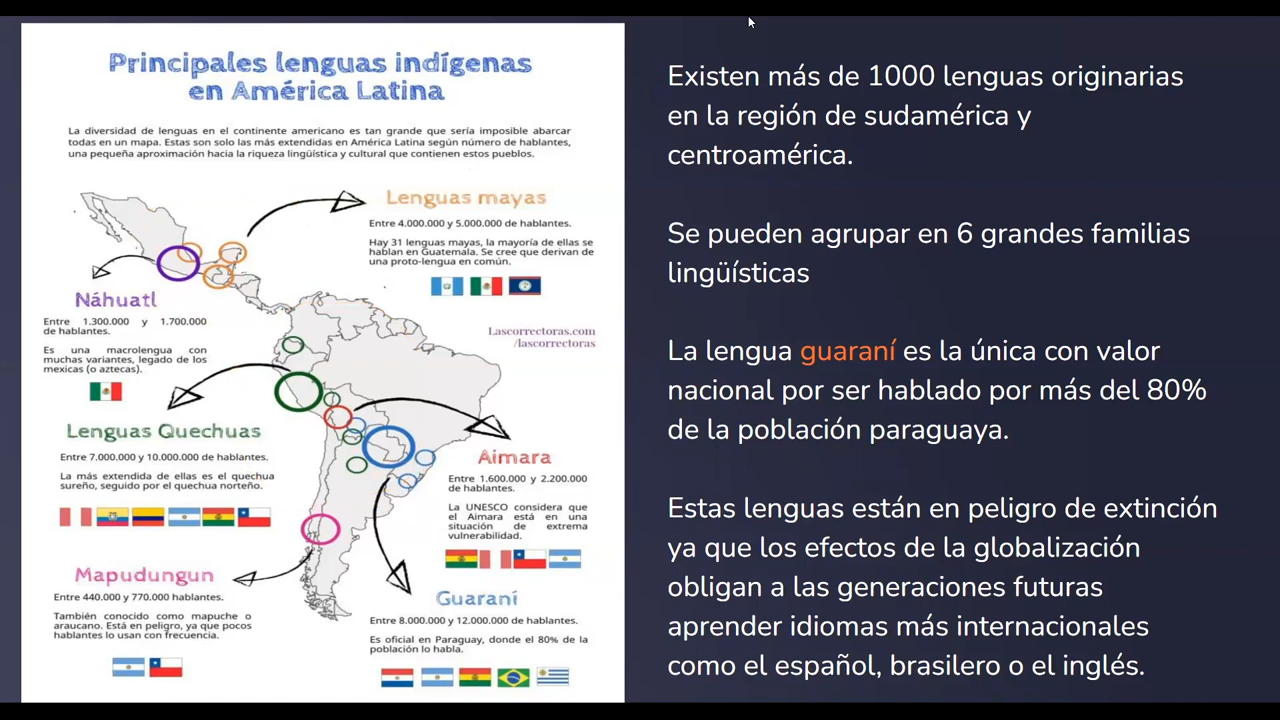 Principales lenguas indígenas
en América Latina
La diversidad de lenguas en el continente americano es tan grande que sería imposible abarcar
todas en un mapa. Estas son solo las más extendidas en América Latina según número de hablantes,
una pequeña aproximación hacia la riqueza lingüística y cultural que contienen estos pueblos.
Lenguas mayas
Entre 4.000.000 y 5.000.000 de hablantes.
Hay 31 lenguas mayas, la mayoría de ellas se
hablan en Guatemala. Se cree que derivan de
una proto-lengua en común.
Náhuatl
Entre 1.300.000 y 1.700.000
de hablantes.
Es una macrolengua con
muchas variantes, legado de los
mexicas (o aztecas).
Lascorrectoras.com
/lascorrectoras
Lenguas Quechuas
Entre 7.000.000 y 10.000.000 de hablantes.
La más extendida de ellas es el quechua
sureño, seguido por el quechua norteño.
Aimara
Entre 1.600.000 y 2.200.000
de hablantes.
La UNESCO considera que
el Aimara está en una
situación de extrema
vulnerabilidad.
Mapudungun
Entre 440.000 y 770.000 hablantes.
También conocido como mapuche o
araucano. Está en peligro, ya que pocos
hablantes lo usan con frecuencia.
Guaraní
Entre 8.000.000 y 12.000.000 de hablantes.
Es oficial en Paraguay, donde el 80% de la
población lo habla.
Existen más de 1000 lenguas originarias
en la región de sudamérica y
centroamérica.
Se pueden agrupar en 6 grandes familias
lingüísticas
La lengua guaraní es la única con valor
nacional por ser hablado por más del 80%
de la población paraguaya.
Estas lenguas están en peligro de extinción
ya que los efectos de la globalización
obligan a las generaciones futuras
aprender idiomas más internacionales
como el español, brasilero o el inglés.